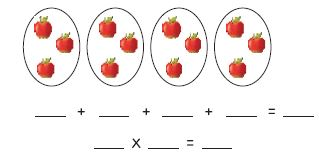 ____ + ____ + ____ + ____ = ____
____ X ____ = ____